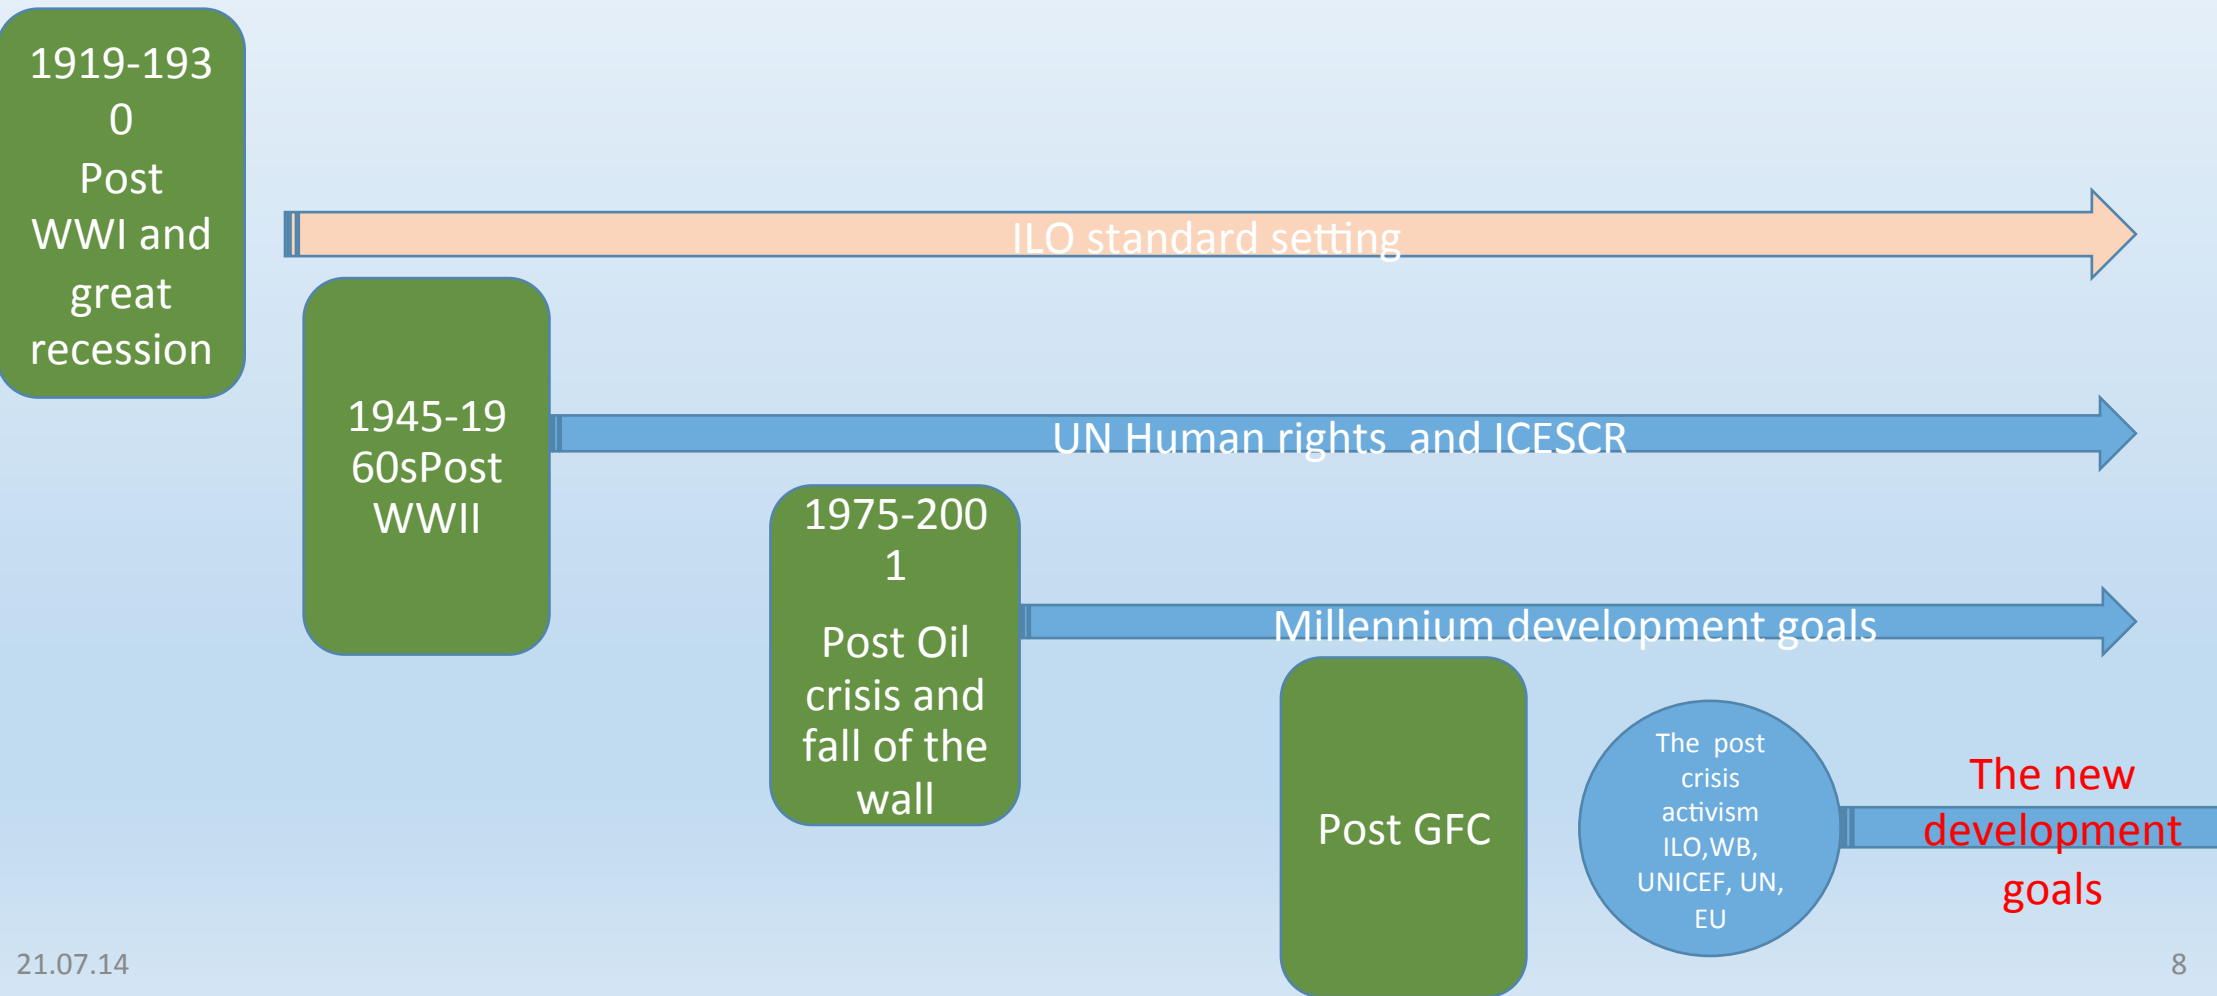 1919-193
0
Post
WWI and
great
recession
ILO standard setting
1945-19
60sPost
WWII
UN Human rights  and ICESCR
1975-200
1
Post Oil
crisis and
fall of the
wall
Millennium development goals
Post GFC
The  post
crisis
activism
ILO,WB,
UNICEF, UN,
EU
The new
development
goals
21.07.14
8